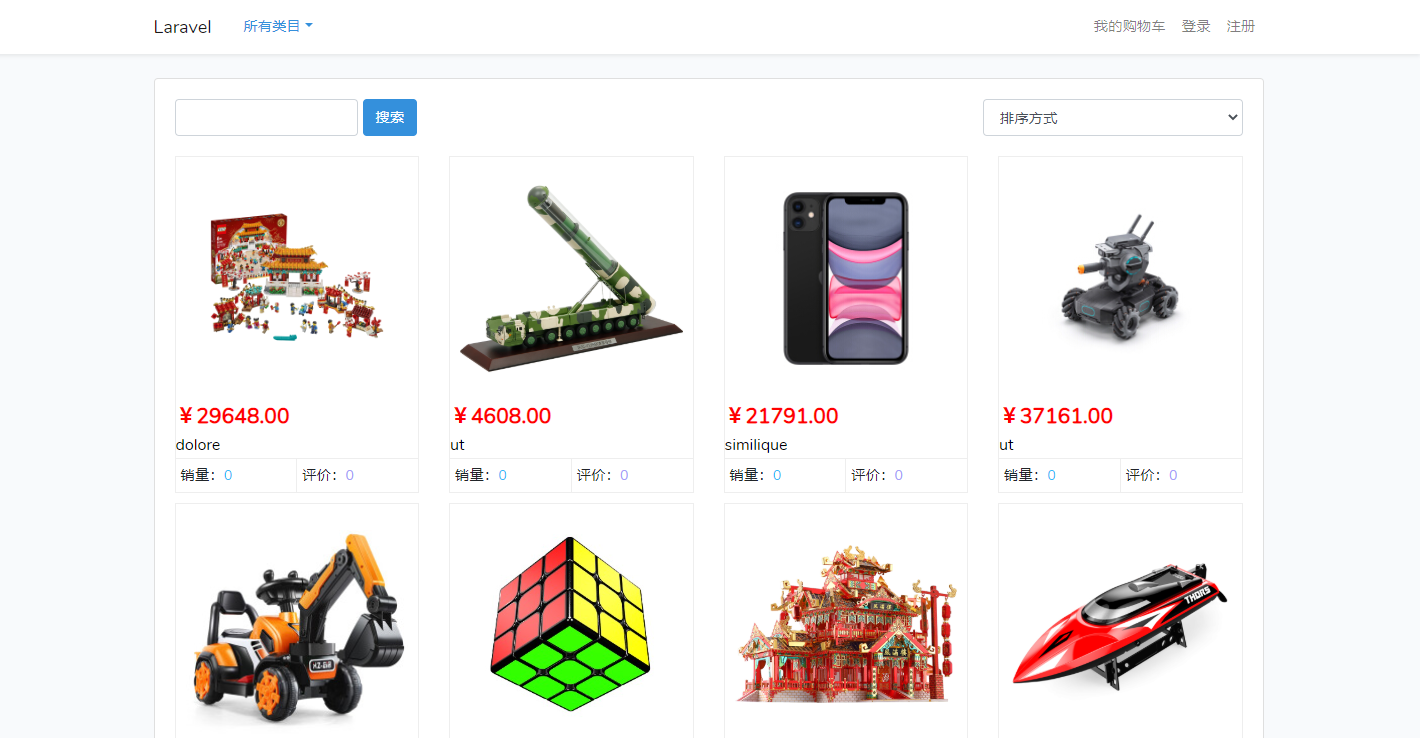 Laravel 所有类目 我的购物车 登录 注册
搜索 排序方式
￥29648.00 ￥4608.00 ￥21791.00 ￥37161.00
dolore ut similique ut
销量：0 评价：0 销量：0 评价：0 销量：0 评价：0 销量：0 评价：0
THORS